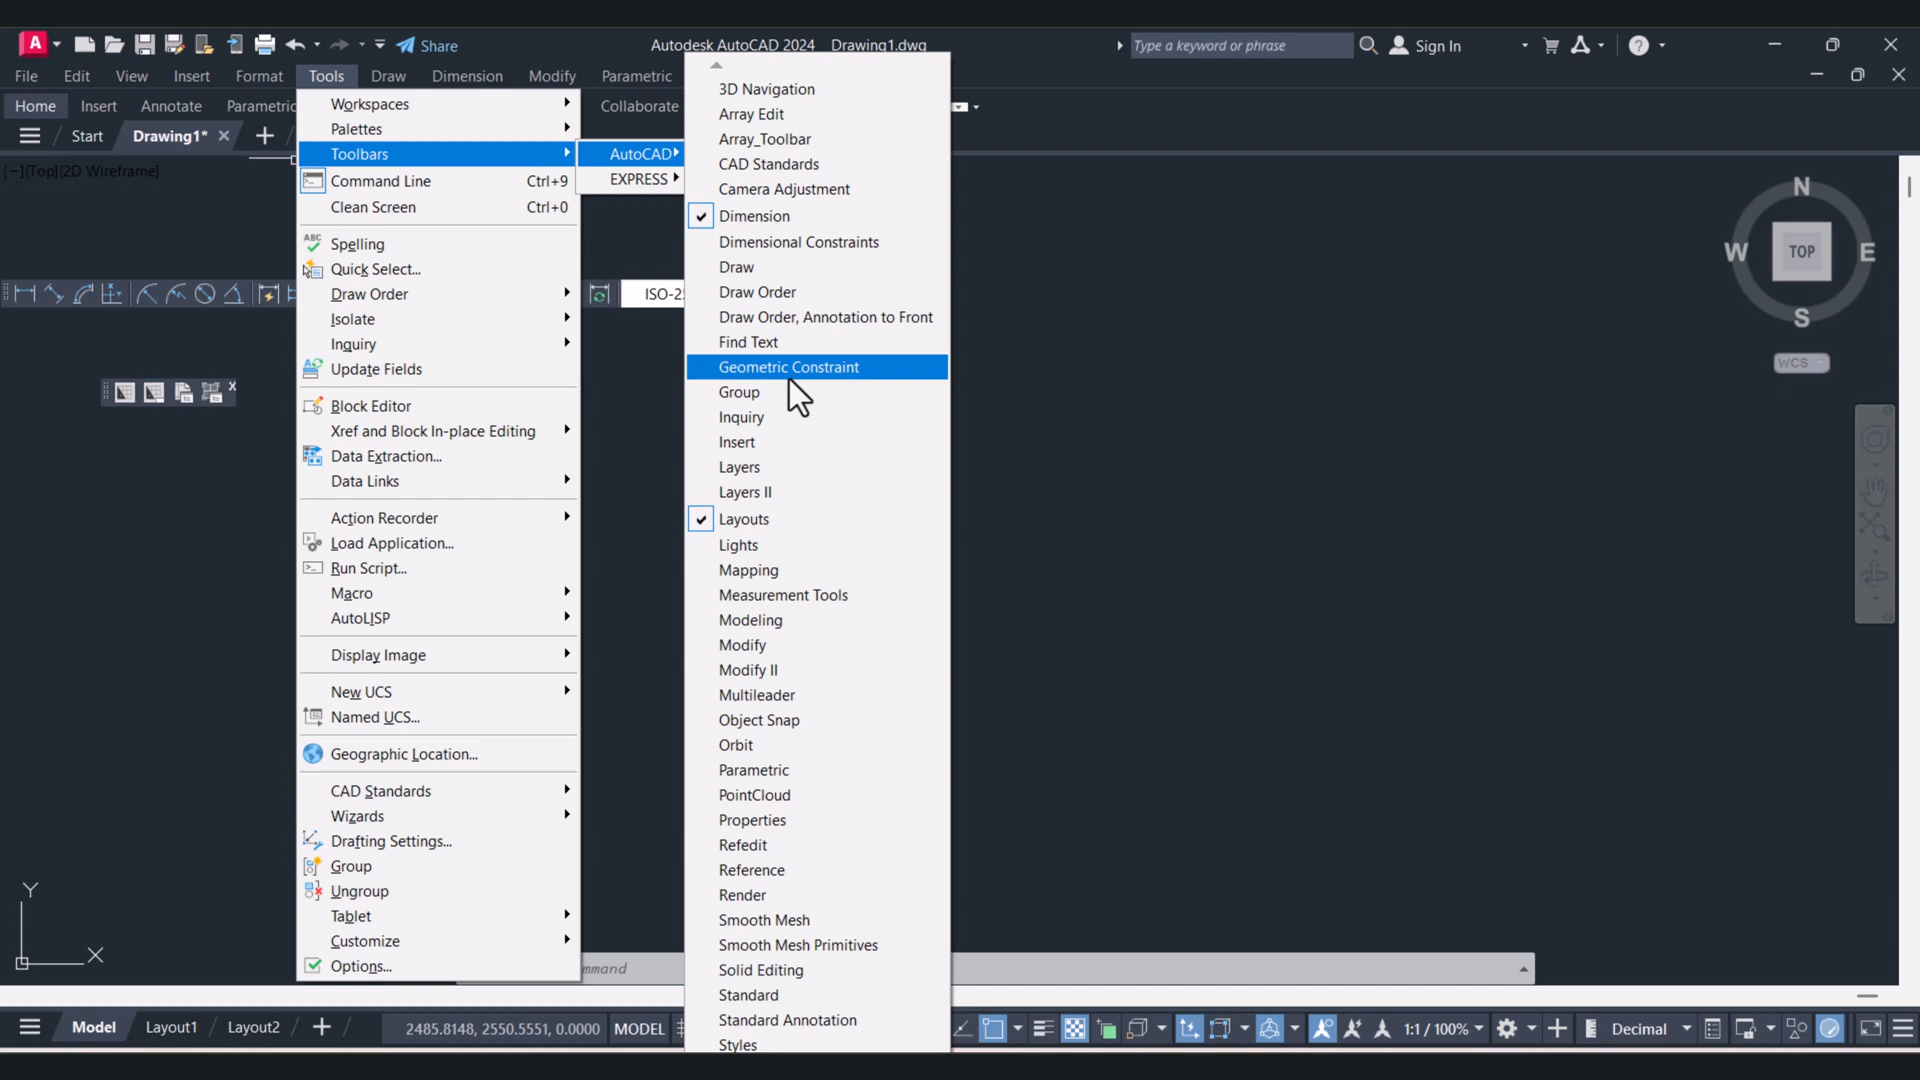 A Share Autodesk AutoCAD 2024 Drawing1.dwg Type a keyword or phrase Sign In
File Edit View Insert Format Tools Draw Dimension Modify Parametric
Home Insert Annotate Parametric Collaborate
Start Drawing1*
[−][Top][2D Wireframe]
Workspaces
Palettes
Toolbars
Command Line Ctrl+9
Clean Screen Ctrl+0
Spelling
Quick Select...
Draw Order
Isolate
Inquiry
Update Fields
Block Editor
Xref and Block In-place Editing
Data Extraction...
Data Links
Action Recorder
Load Application...
Run Script...
Macro
AutoLISP
Display Image
New UCS
Named UCS...
Geographic Location...
CAD Standards
Wizards
Drafting Settings...
Group
Ungroup
Tablet
Customize
Options...
AutoCAD
EXPRESS
ISO-25
3D Navigation
Array Edit
Array_Toolbar
CAD Standards
Camera Adjustment
Dimension
Dimensional Constraints
Draw
Draw Order
Draw Order, Annotation to Front
Find Text
Geometric Constraint
Group
Inquiry
Insert
Layers
Layers II
Layouts
Lights
Mapping
Measurement Tools
Modeling
Modify
Modify II
Multileader
Object Snap
Orbit
Parametric
PointCloud
Properties
Refedit
Reference
Render
Smooth Mesh
Smooth Mesh Primitives
Solid Editing
Standard
Standard Annotation
Styles
N
W TOP E
S
WCS
Y
X
mmand
Model Layout1 Layout2 2485.8148, 2550.5551, 0.0000 MODEL 1:1 / 100% Decimal